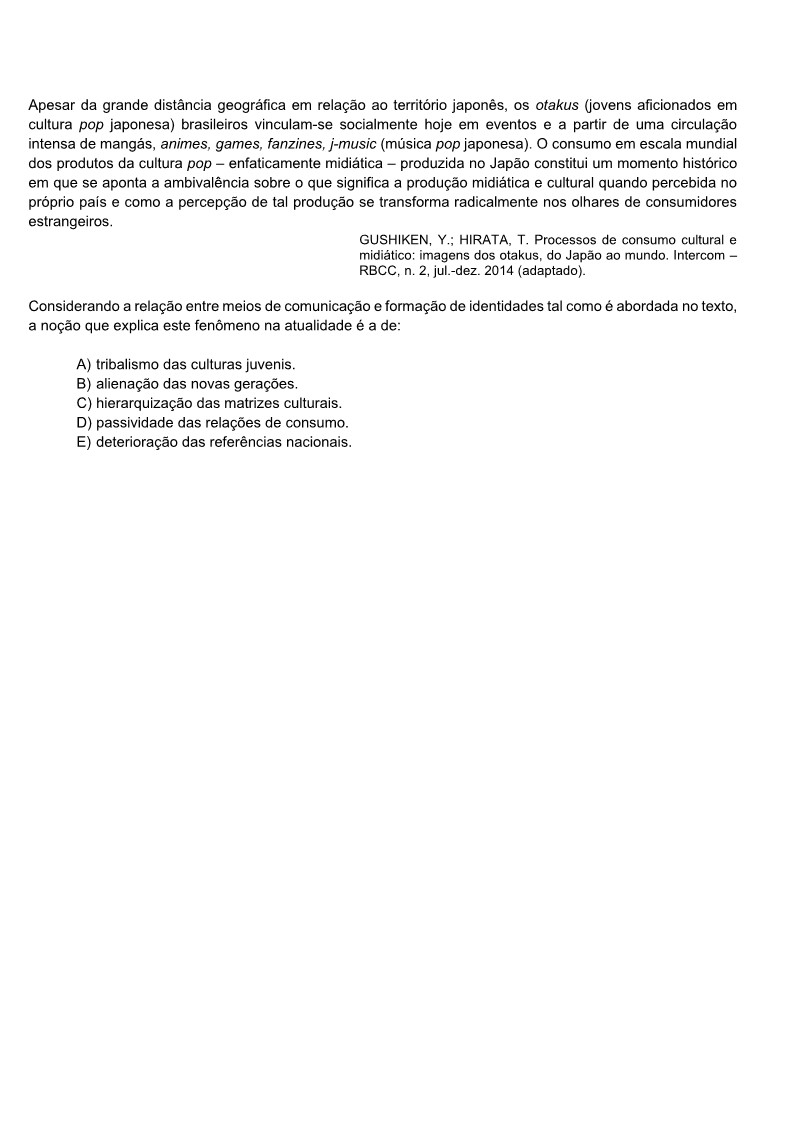 Apesar da grande distância geográfica em relação ao território japonês, os otakus (jovens aficionados em
cultura pop japonesa) brasileiros vinculam-se socialmente hoje em eventos e a partir de uma circulação
intensa de mangás, animes, games, fanzines, j-music (música pop japonesa). O consumo em escala mundial
dos produtos da cultura pop – enfaticamente midiática – produzida no Japão constitui um momento histórico
em que se aponta a ambivalência sobre o que significa a produção midiática e cultural quando percebida no
próprio país e como a percepção de tal produção se transforma radicalmente nos olhares de consumidores
estrangeiros.
GUSHIKEN, Y.; HIRATA, T. Processos de consumo cultural e
midiático: imagens dos otakus, do Japão ao mundo. Intercom –
RBCC, n. 2, jul.-dez. 2014 (adaptado).
Considerando a relação entre meios de comunicação e formação de identidades tal como é abordada no texto,
a noção que explica este fenômeno na atualidade é a de:
A) tribalismo das culturas juvenis.
B) alienação das novas gerações.
C) hierarquização das matrizes culturais.
D) passividade das relações de consumo.
E) deterioração das referências nacionais.